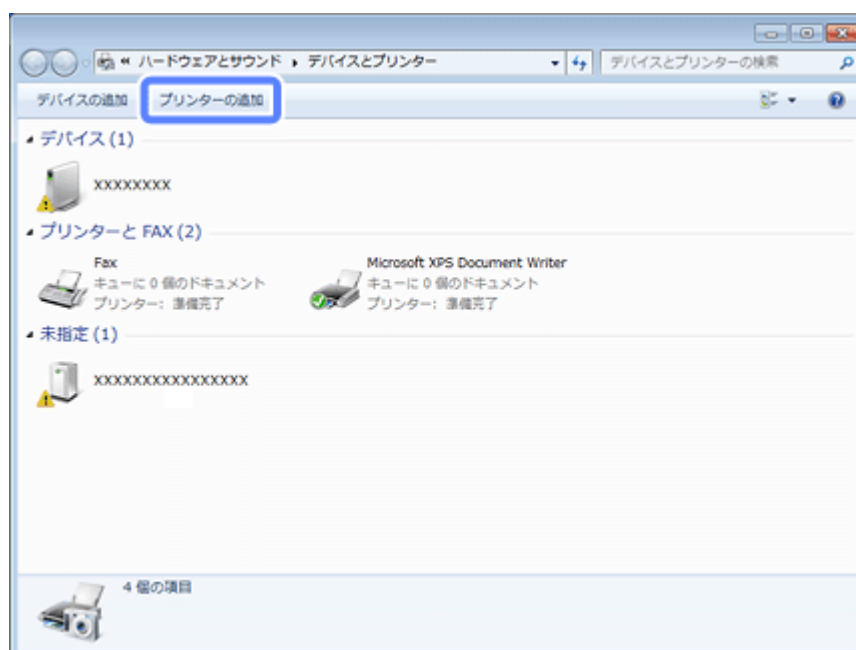 « ハードウェアとサウンド ▸ デバイスとプリンター
デバイスとプリンターの検索
デバイスの追加 プリンターの追加
デバイス (1)
XXXXXXXX
プリンターと FAX (2)
Fax
キューに 0 個のドキュメント
プリンター: 準備完了
Microsoft XPS Document Writer
キューに 0 個のドキュメント
プリンター: 準備完了
未指定 (1)
XXXXXXXXXXXXXXXX
4 個の項目